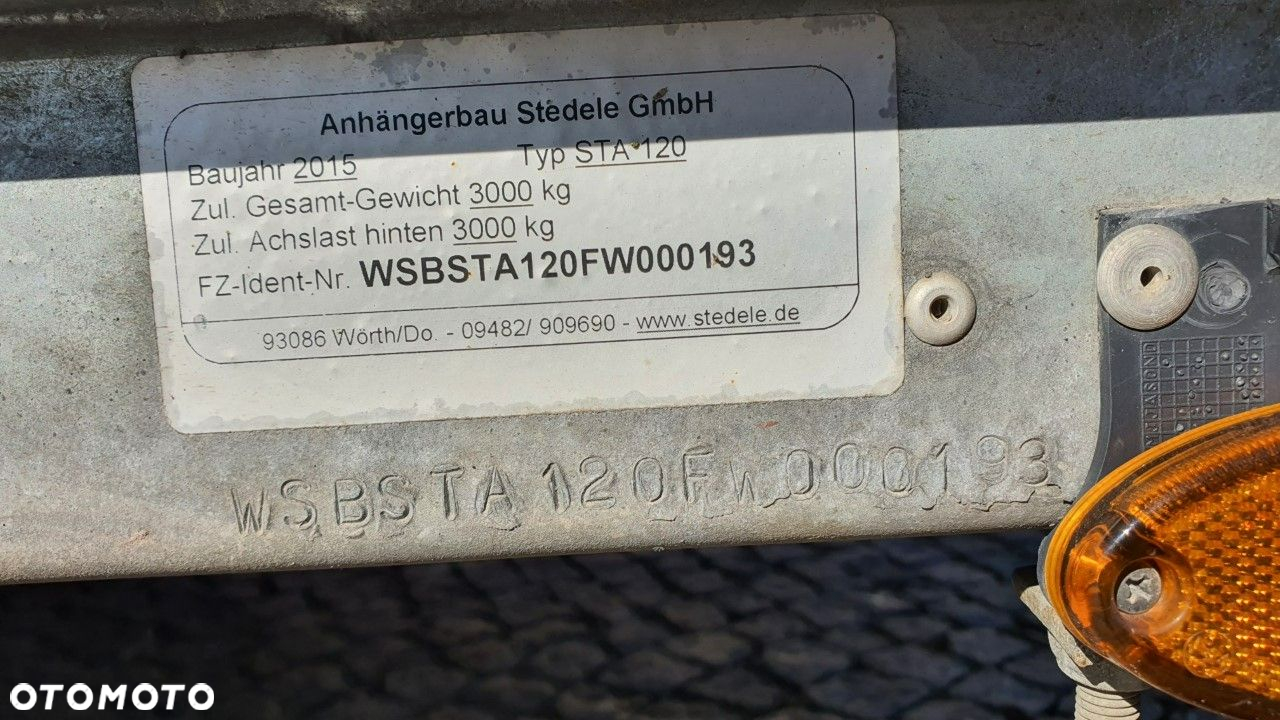 Anhängerbau Stedele GmbH
Baujahr 2015 Typ STA 120
Zul. Gesamt-Gewicht 3000 kg
Zul. Achslast hinten 3000 kg
FZ-Ident-Nr. WSBSTA120FW000193
93086 Wörth/Do. - 09482/ 909690 - www.stedele.de
WSBSTA120FW000193
OTOMOTO